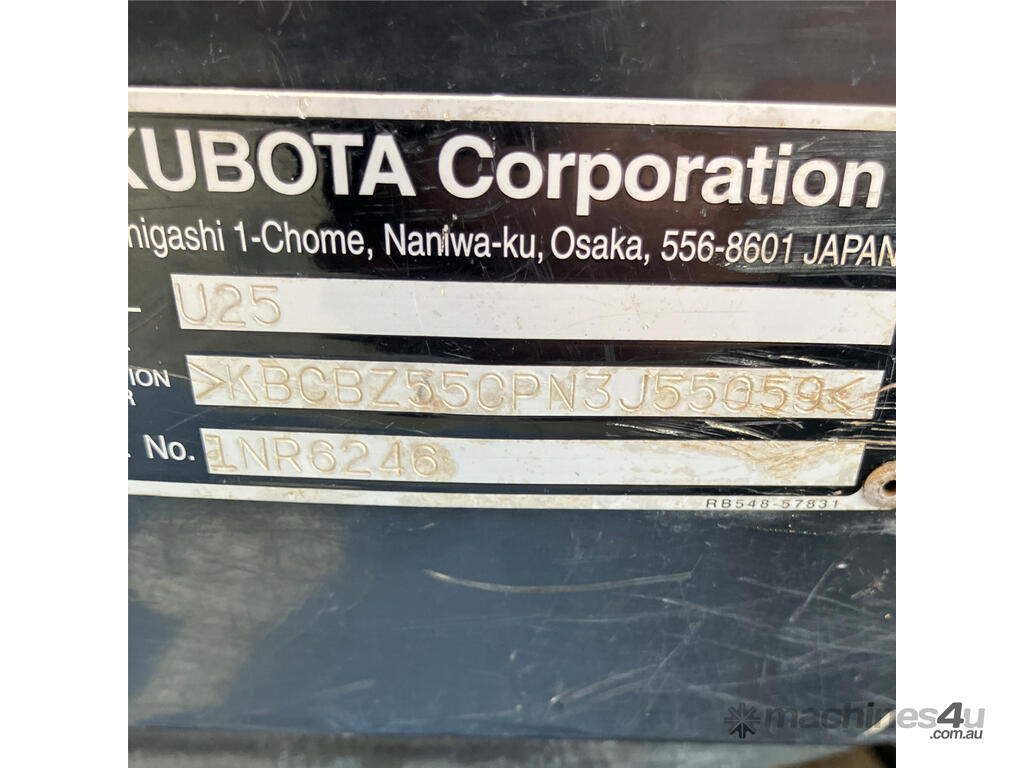 KUBOTA Corporation
higashi 1-Chome, Naniwa-ku, Osaka, 556-8601 JAPAN
U25
TION >KBCBZ55CPN3J55059<
R
. No. 1NR6246
RB548-57831
machines4u
.com.au